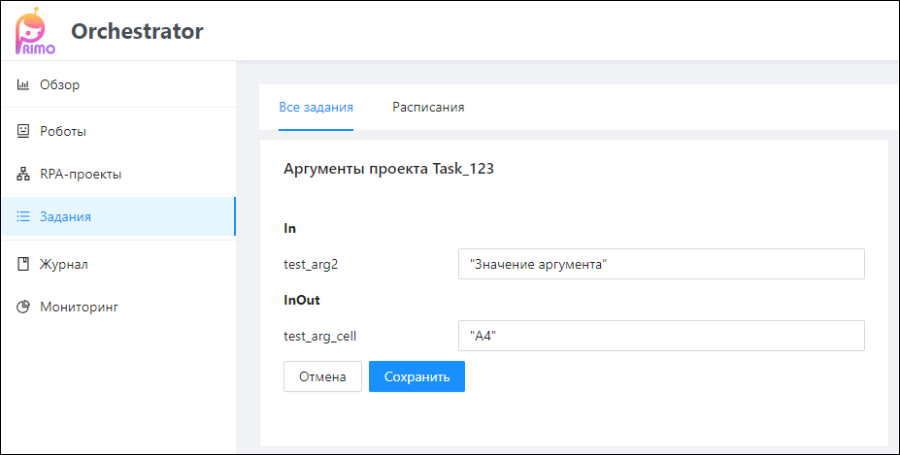 PRIMO
Orchestrator
Обзор
Роботы
RPA-проекты
Задания
Журнал
Мониторинг
Все задания
Расписания
Аргументы проекта Task_123
In
test_arg2
"Значение аргумента"
InOut
test_arg_cell
"A4"
Отмена
Сохранить